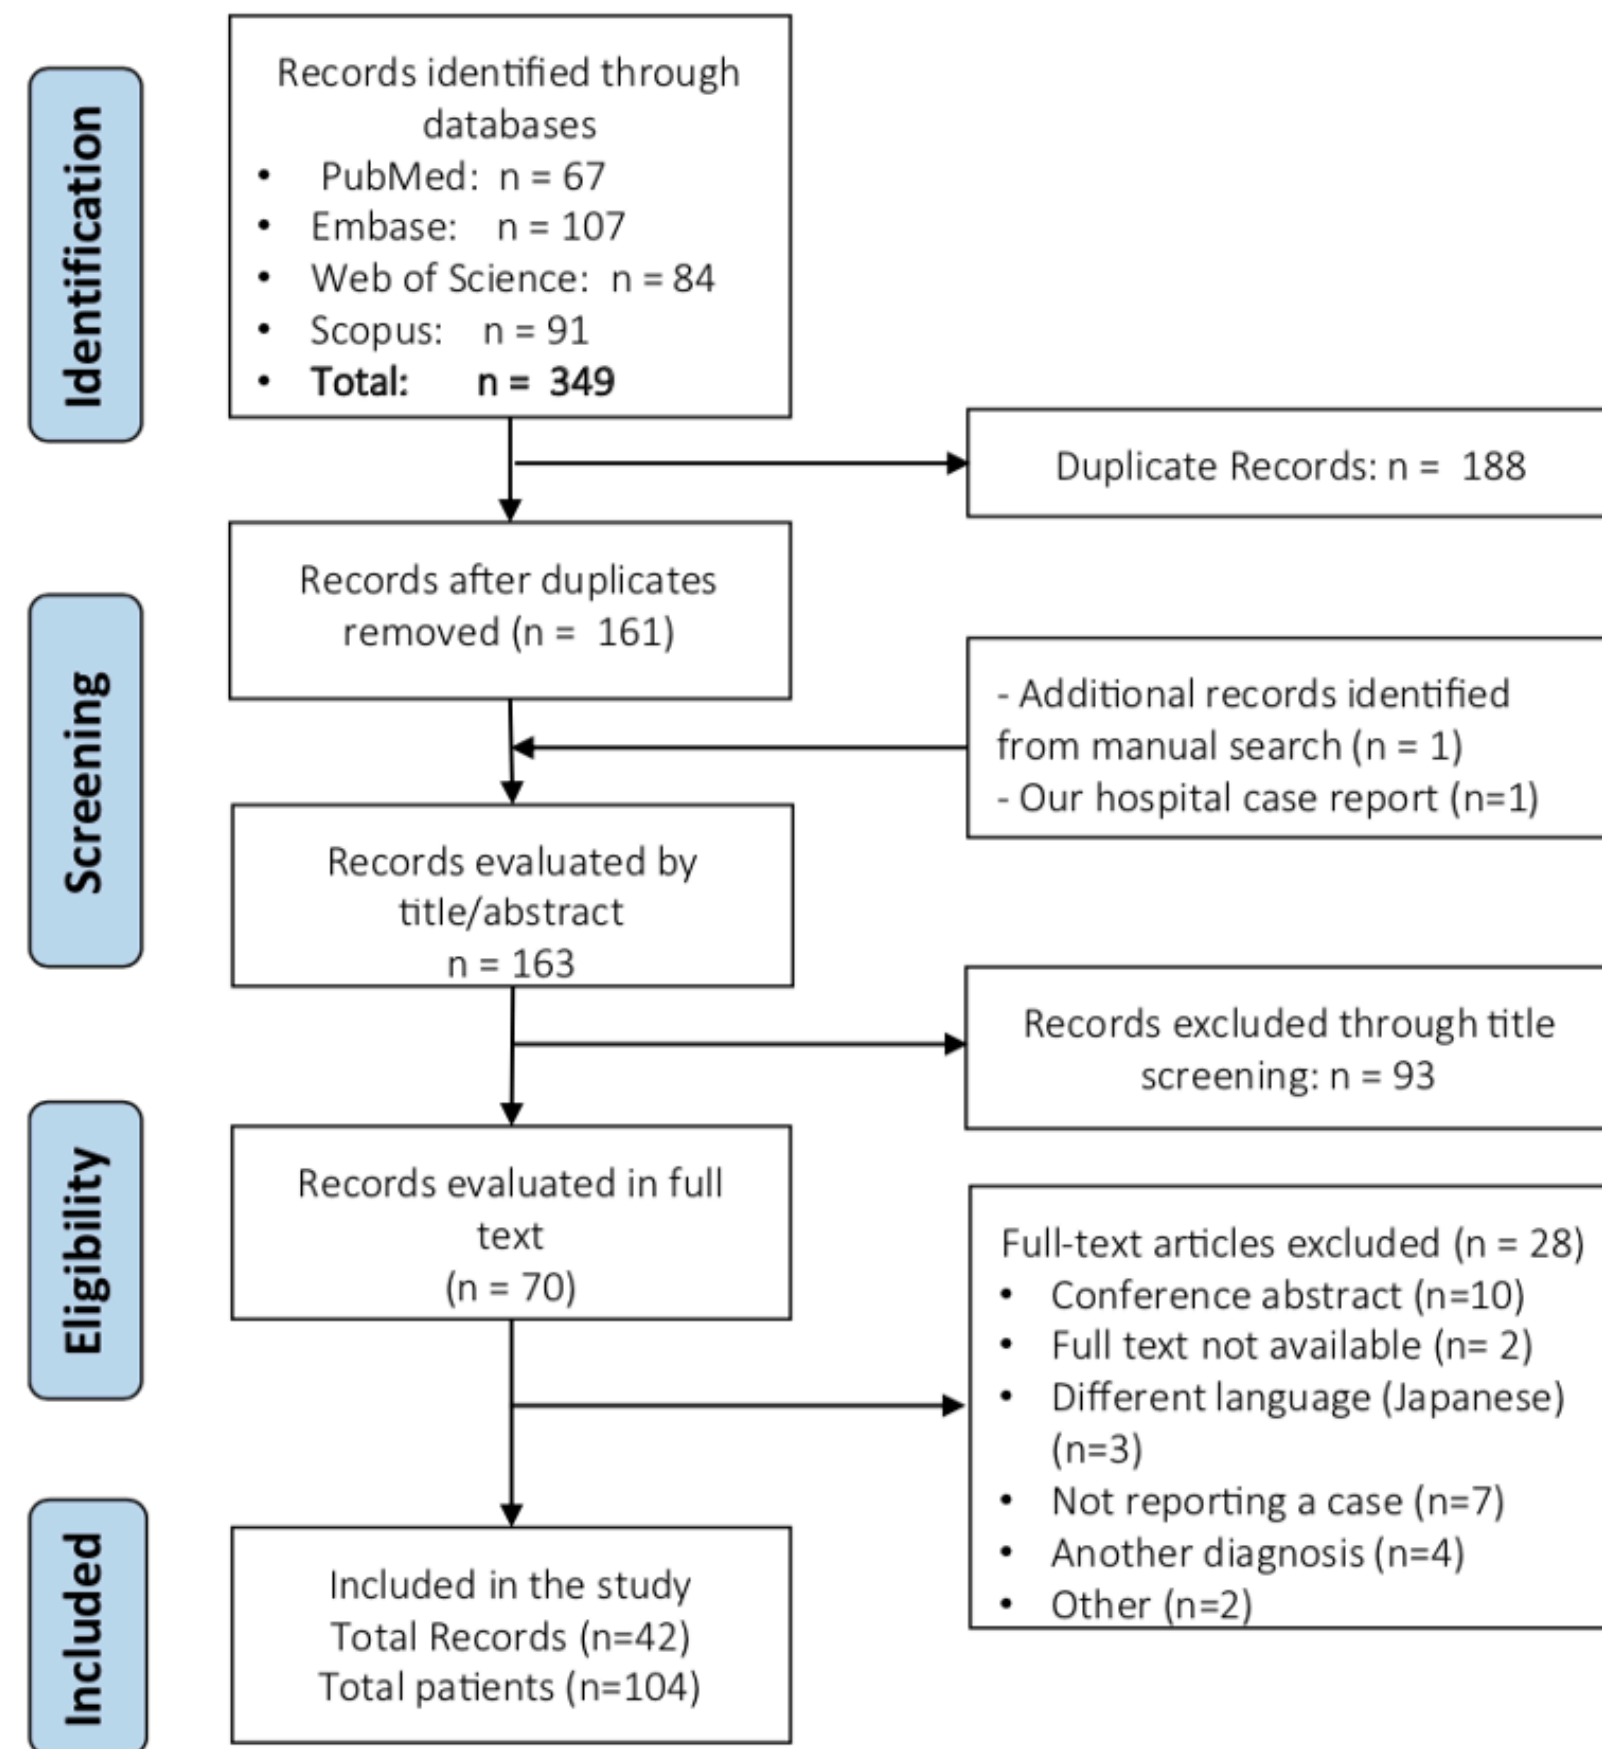 Identification
Records identified through
databases
• PubMed: n = 67
• Embase: n = 107
• Web of Science: n = 84
• Scopus: n = 91
• Total: n = 349
Duplicate Records: n = 188
Screening
Records after duplicates
removed (n = 161)
- Additional records identified
from manual search (n = 1)
- Our hospital case report (n=1)
Records evaluated by
title/abstract
n = 163
Records excluded through title
screening: n = 93
Eligibility
Records evaluated in full
text
(n = 70)
Full-text articles excluded (n = 28)
• Conference abstract (n=10)
• Full text not available (n= 2)
• Different language (Japanese)
(n=3)
• Not reporting a case (n=7)
• Another diagnosis (n=4)
• Other (n=2)
Included
Included in the study
Total Records (n=42)
Total patients (n=104)